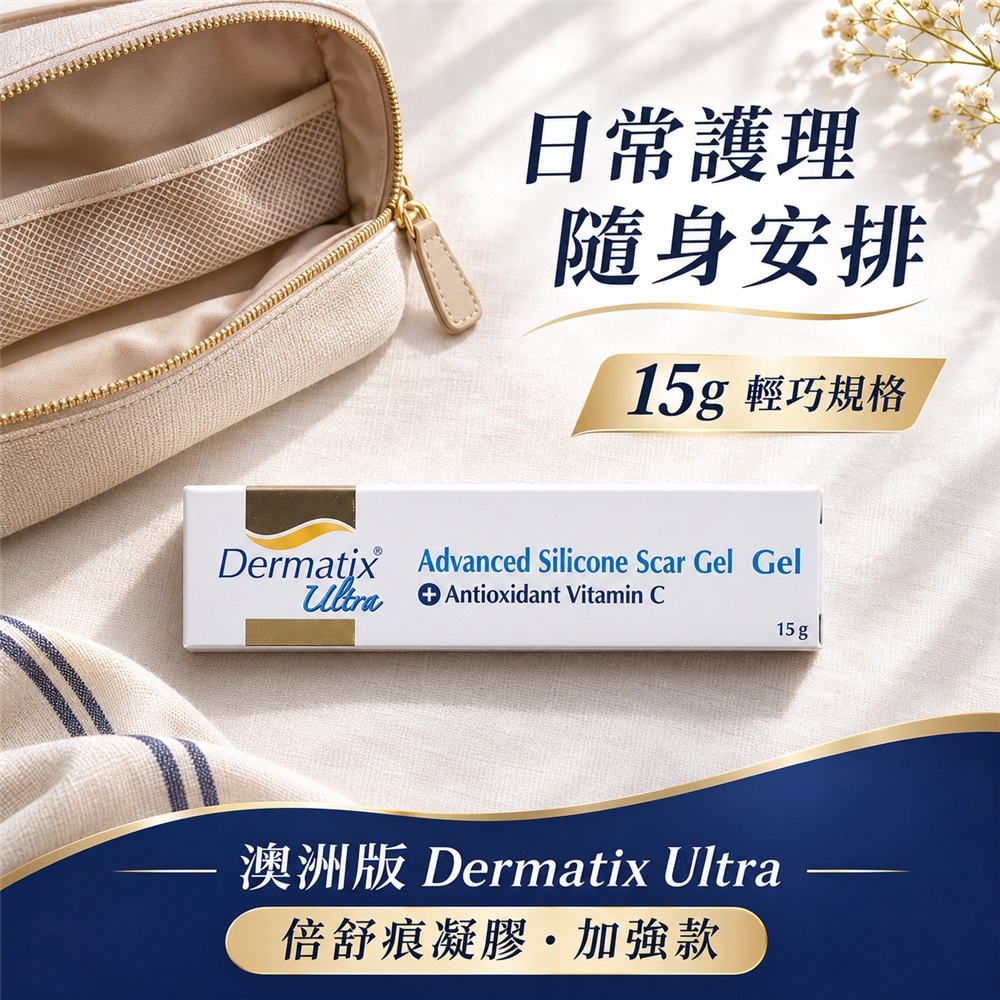 日常護理
隨身安排
15g 輕巧規格
Dermatix®
Ultra
Advanced Silicone Scar Gel Gel
+ Antioxidant Vitamin C
15 g
澳洲版 Dermatix Ultra
倍舒痕凝膠・加強款